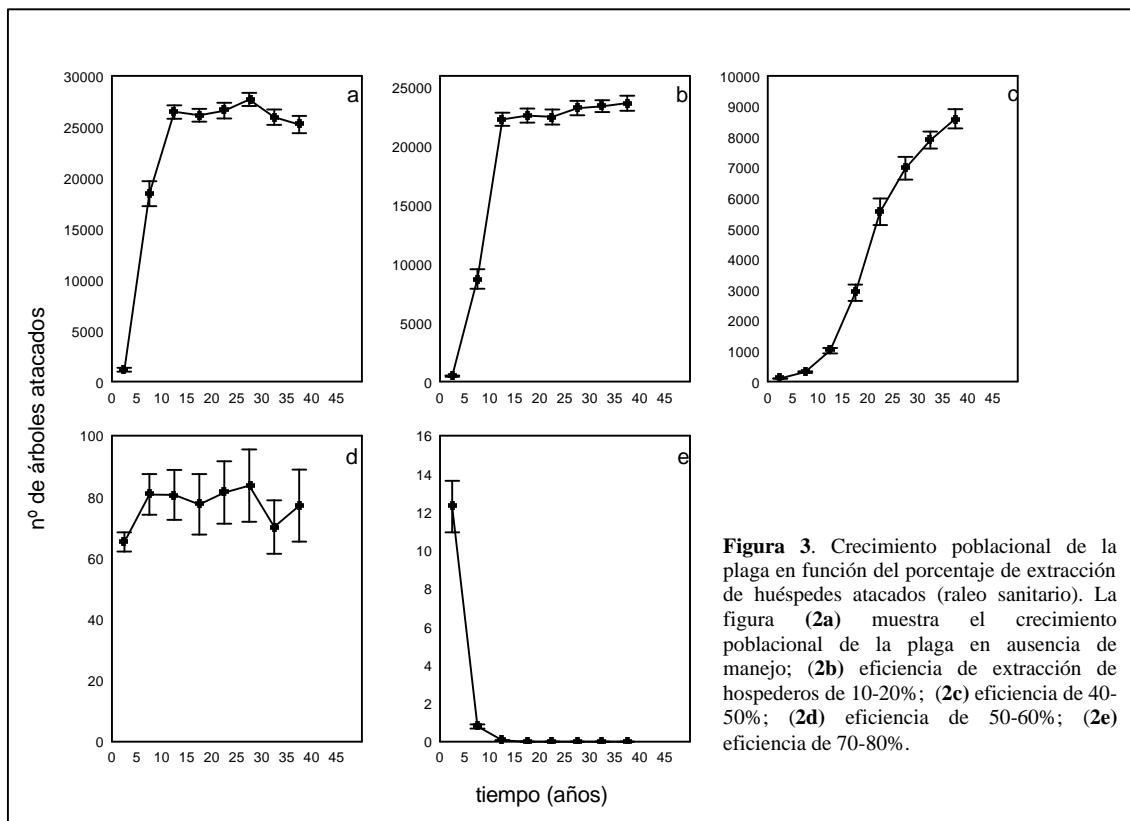 30000
25000
20000
15000
10000
5000
0
0 5 10 15 20 25 30 35 40 45
a
25000
20000
15000
10000
5000
0
0 5 10 15 20 25 30 35 40 45
b
10000
9000
8000
7000
6000
5000
4000
3000
2000
1000
0
0 5 10 15 20 25 30 35 40 45
c
nº de árboles atacados
100
80
60
40
20
0
0 5 10 15 20 25 30 35 40 45
d
16
14
12
10
8
6
4
2
0
0 5 10 15 20 25 30 35 40 45
e
tiempo (años)
Figura 3. Crecimiento poblacional de la
plaga en función del porcentaje de extracción
de huéspedes atacados (raleo sanitario). La
figura (2a) muestra el crecimiento
poblacional de la plaga en ausencia de
manejo; (2b) eficiencia de extracción de
hospederos de 10-20%; (2c) eficiencia de 40-
50%; (2d) eficiencia de 50-60%; (2e)
eficiencia de 70-80%.